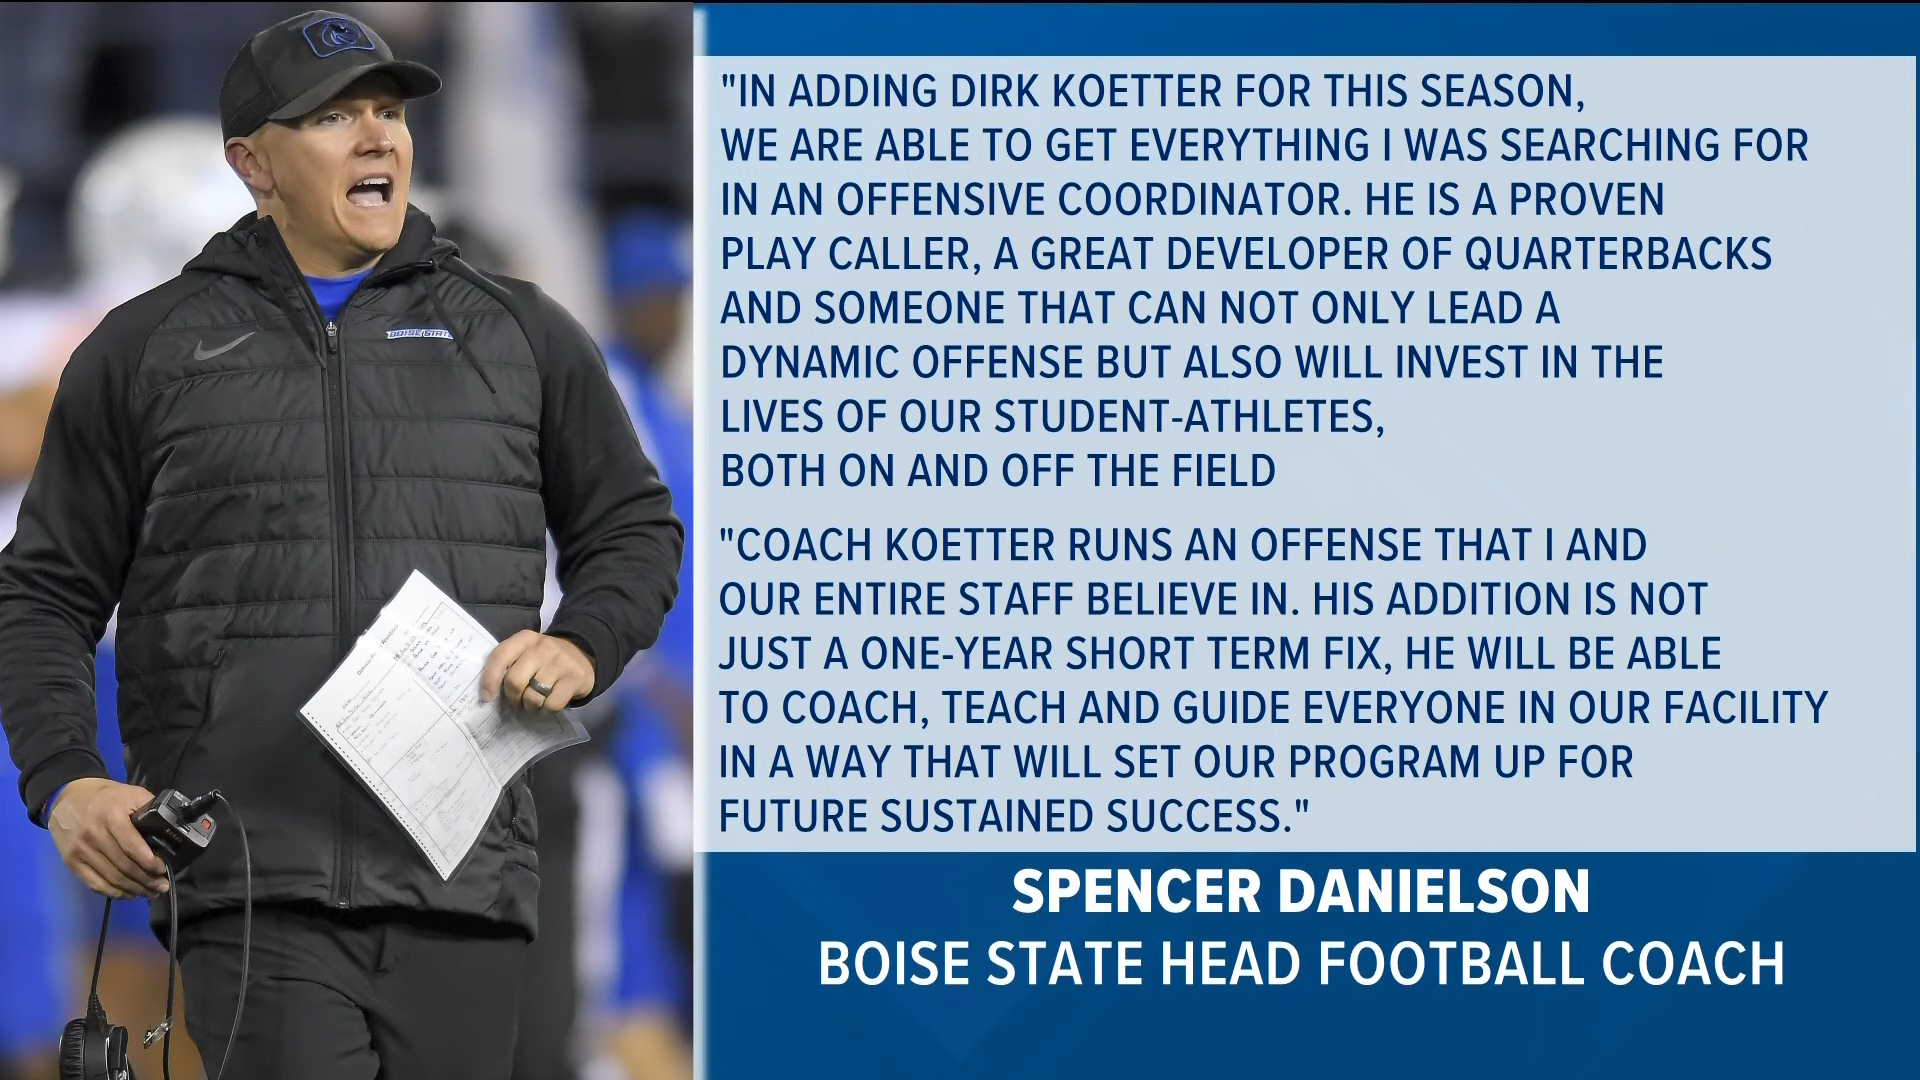 "IN ADDING DIRK KOETTER FOR THIS SEASON,
WE ARE ABLE TO GET EVERYTHING I WAS SEARCHING FOR
IN AN OFFENSIVE COORDINATOR. HE IS A PROVEN
PLAY CALLER, A GREAT DEVELOPER OF QUARTERBACKS
AND SOMEONE THAT CAN NOT ONLY LEAD A
DYNAMIC OFFENSE BUT ALSO WILL INVEST IN THE
LIVES OF OUR STUDENT-ATHLETES,
BOTH ON AND OFF THE FIELD
"COACH KOETTER RUNS AN OFFENSE THAT I AND
OUR ENTIRE STAFF BELIEVE IN. HIS ADDITION IS NOT
JUST A ONE-YEAR SHORT TERM FIX, HE WILL BE ABLE
TO COACH, TEACH AND GUIDE EVERYONE IN OUR FACILITY
IN A WAY THAT WILL SET OUR PROGRAM UP FOR
FUTURE SUSTAINED SUCCESS."
SPENCER DANIELSON
BOISE STATE HEAD FOOTBALL COACH
BOISE STATE